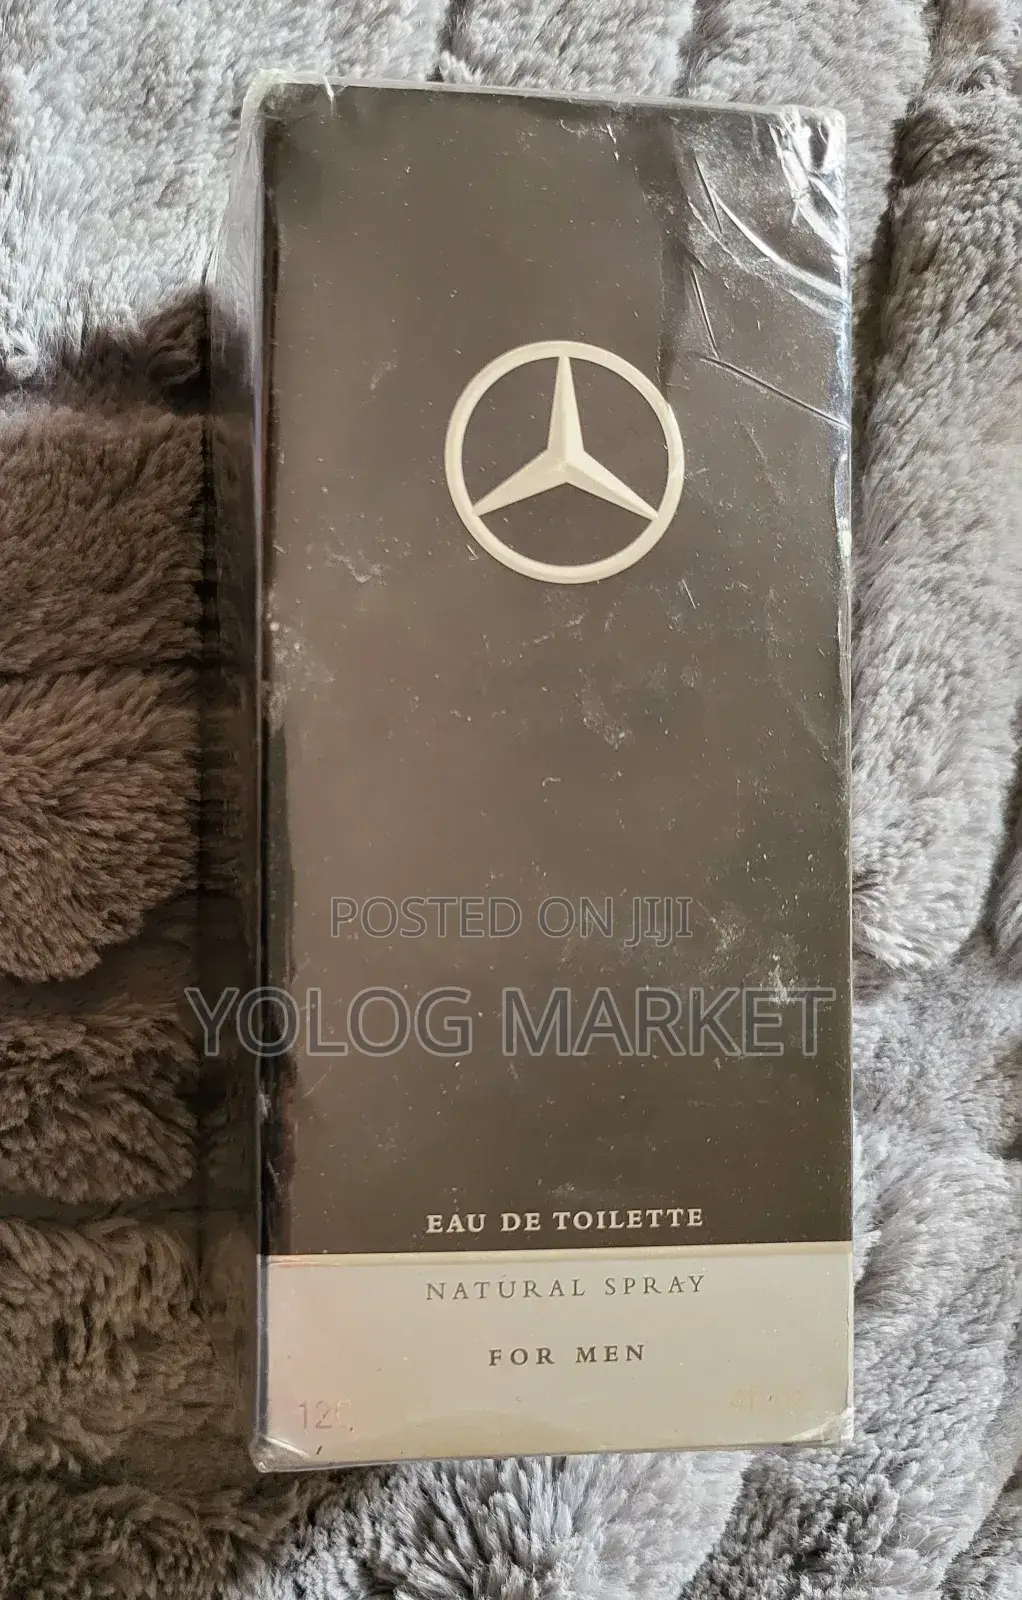 POSTED ON JIJI
YOLOG MARKET
EAU DE TOILETTE
NATURAL SPRAY
FOR MEN